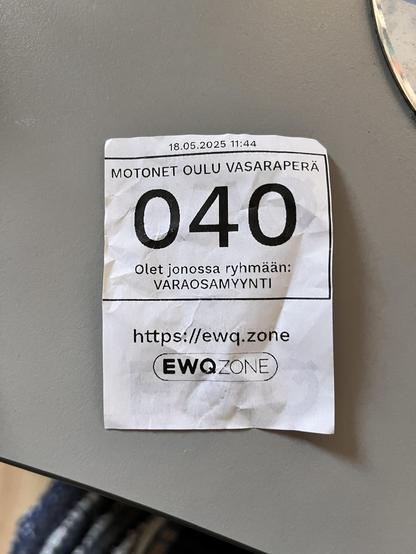 18.05.2025 11:44
MOTONET OULU VASARAPERÄ
040
Olet jonossa ryhmään:
VARAOSAMYYNTI
https://ewq.zone
EWQZONE